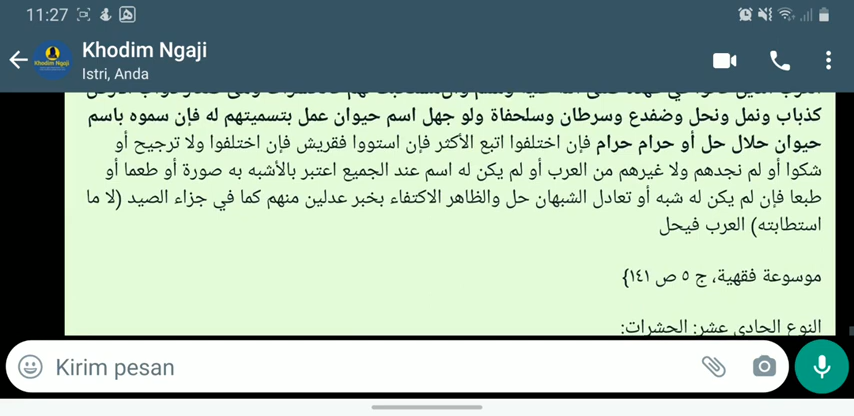 11:27
Khodim Ngaji
Istri, Anda
كذباب ونمل ونحل وضفدع وسرطان وسلحفاة ولو جهل اسم حيوان عمل بتسميتهم له فإن سموه باسم
حيوان حلال حل أو حرام حرام فإن اختلفوا اتبع الأكثر فإن استووا فقريش فإن اختلفوا ولا ترجيح أو
شكوا أو لم نجدهم ولا غيرهم من العرب أو لم يكن له اسم عند الجميع اعتبر بالأشبه به صورة أو طعما أو
طبعا فإن لم يكن له شبه أو تعادل الشبهان حل والظاهر الاكتفاء بخبر عدلين منهم كما في جزاء الصيد (لا ما
استطابته) العرب فيحل
موسوعة فقهية، ج ٥ ص ١٤١}
النوع الحادي عشر: الحشرات:
Kirim pesan